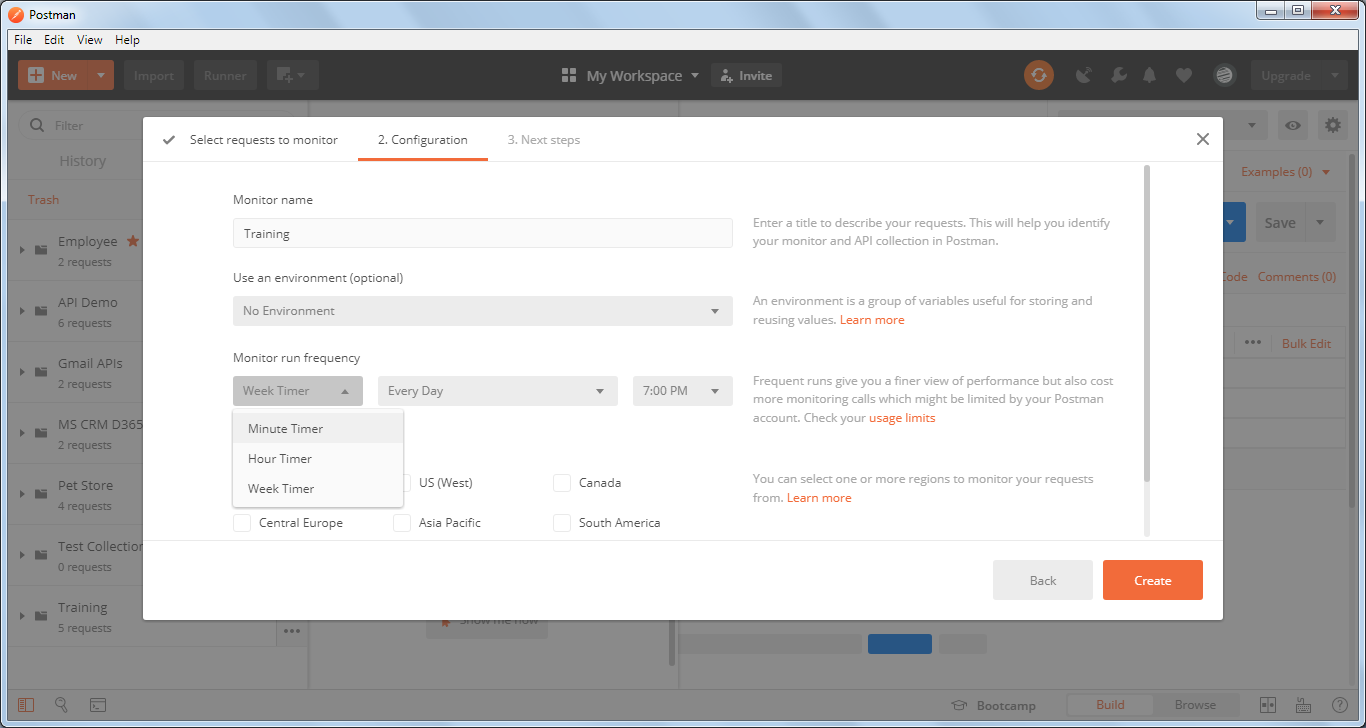 Postman
File Edit View Help
New Import Runner My Workspace Invite Upgrade
Filter
History
Trash
Employee
2 requests
API Demo
6 requests
Gmail APIs
2 requests
MS CRM D365
2 requests
Pet Store
4 requests
Test Collection
0 requests
Training
5 requests
Select requests to monitor 2. Configuration 3. Next steps
Monitor name
Training
Enter a title to describe your requests. This will help you identify
your monitor and API collection in Postman.
Use an environment (optional)
No Environment
An environment is a group of variables useful for storing and
reusing values. Learn more
Monitor run frequency
Week Timer Every Day 7:00 PM
Frequent runs give you a finer view of performance but also cost
more monitoring calls which might be limited by your Postman
account. Check your usage limits
Minute Timer
Hour Timer
Week Timer
US (West) Canada
Central Europe Asia Pacific South America
You can select one or more regions to monitor your requests
from. Learn more
Back Create
Examples (0)
Save
Code Comments (0)
Bulk Edit
Show me how
Bootcamp Build Browse